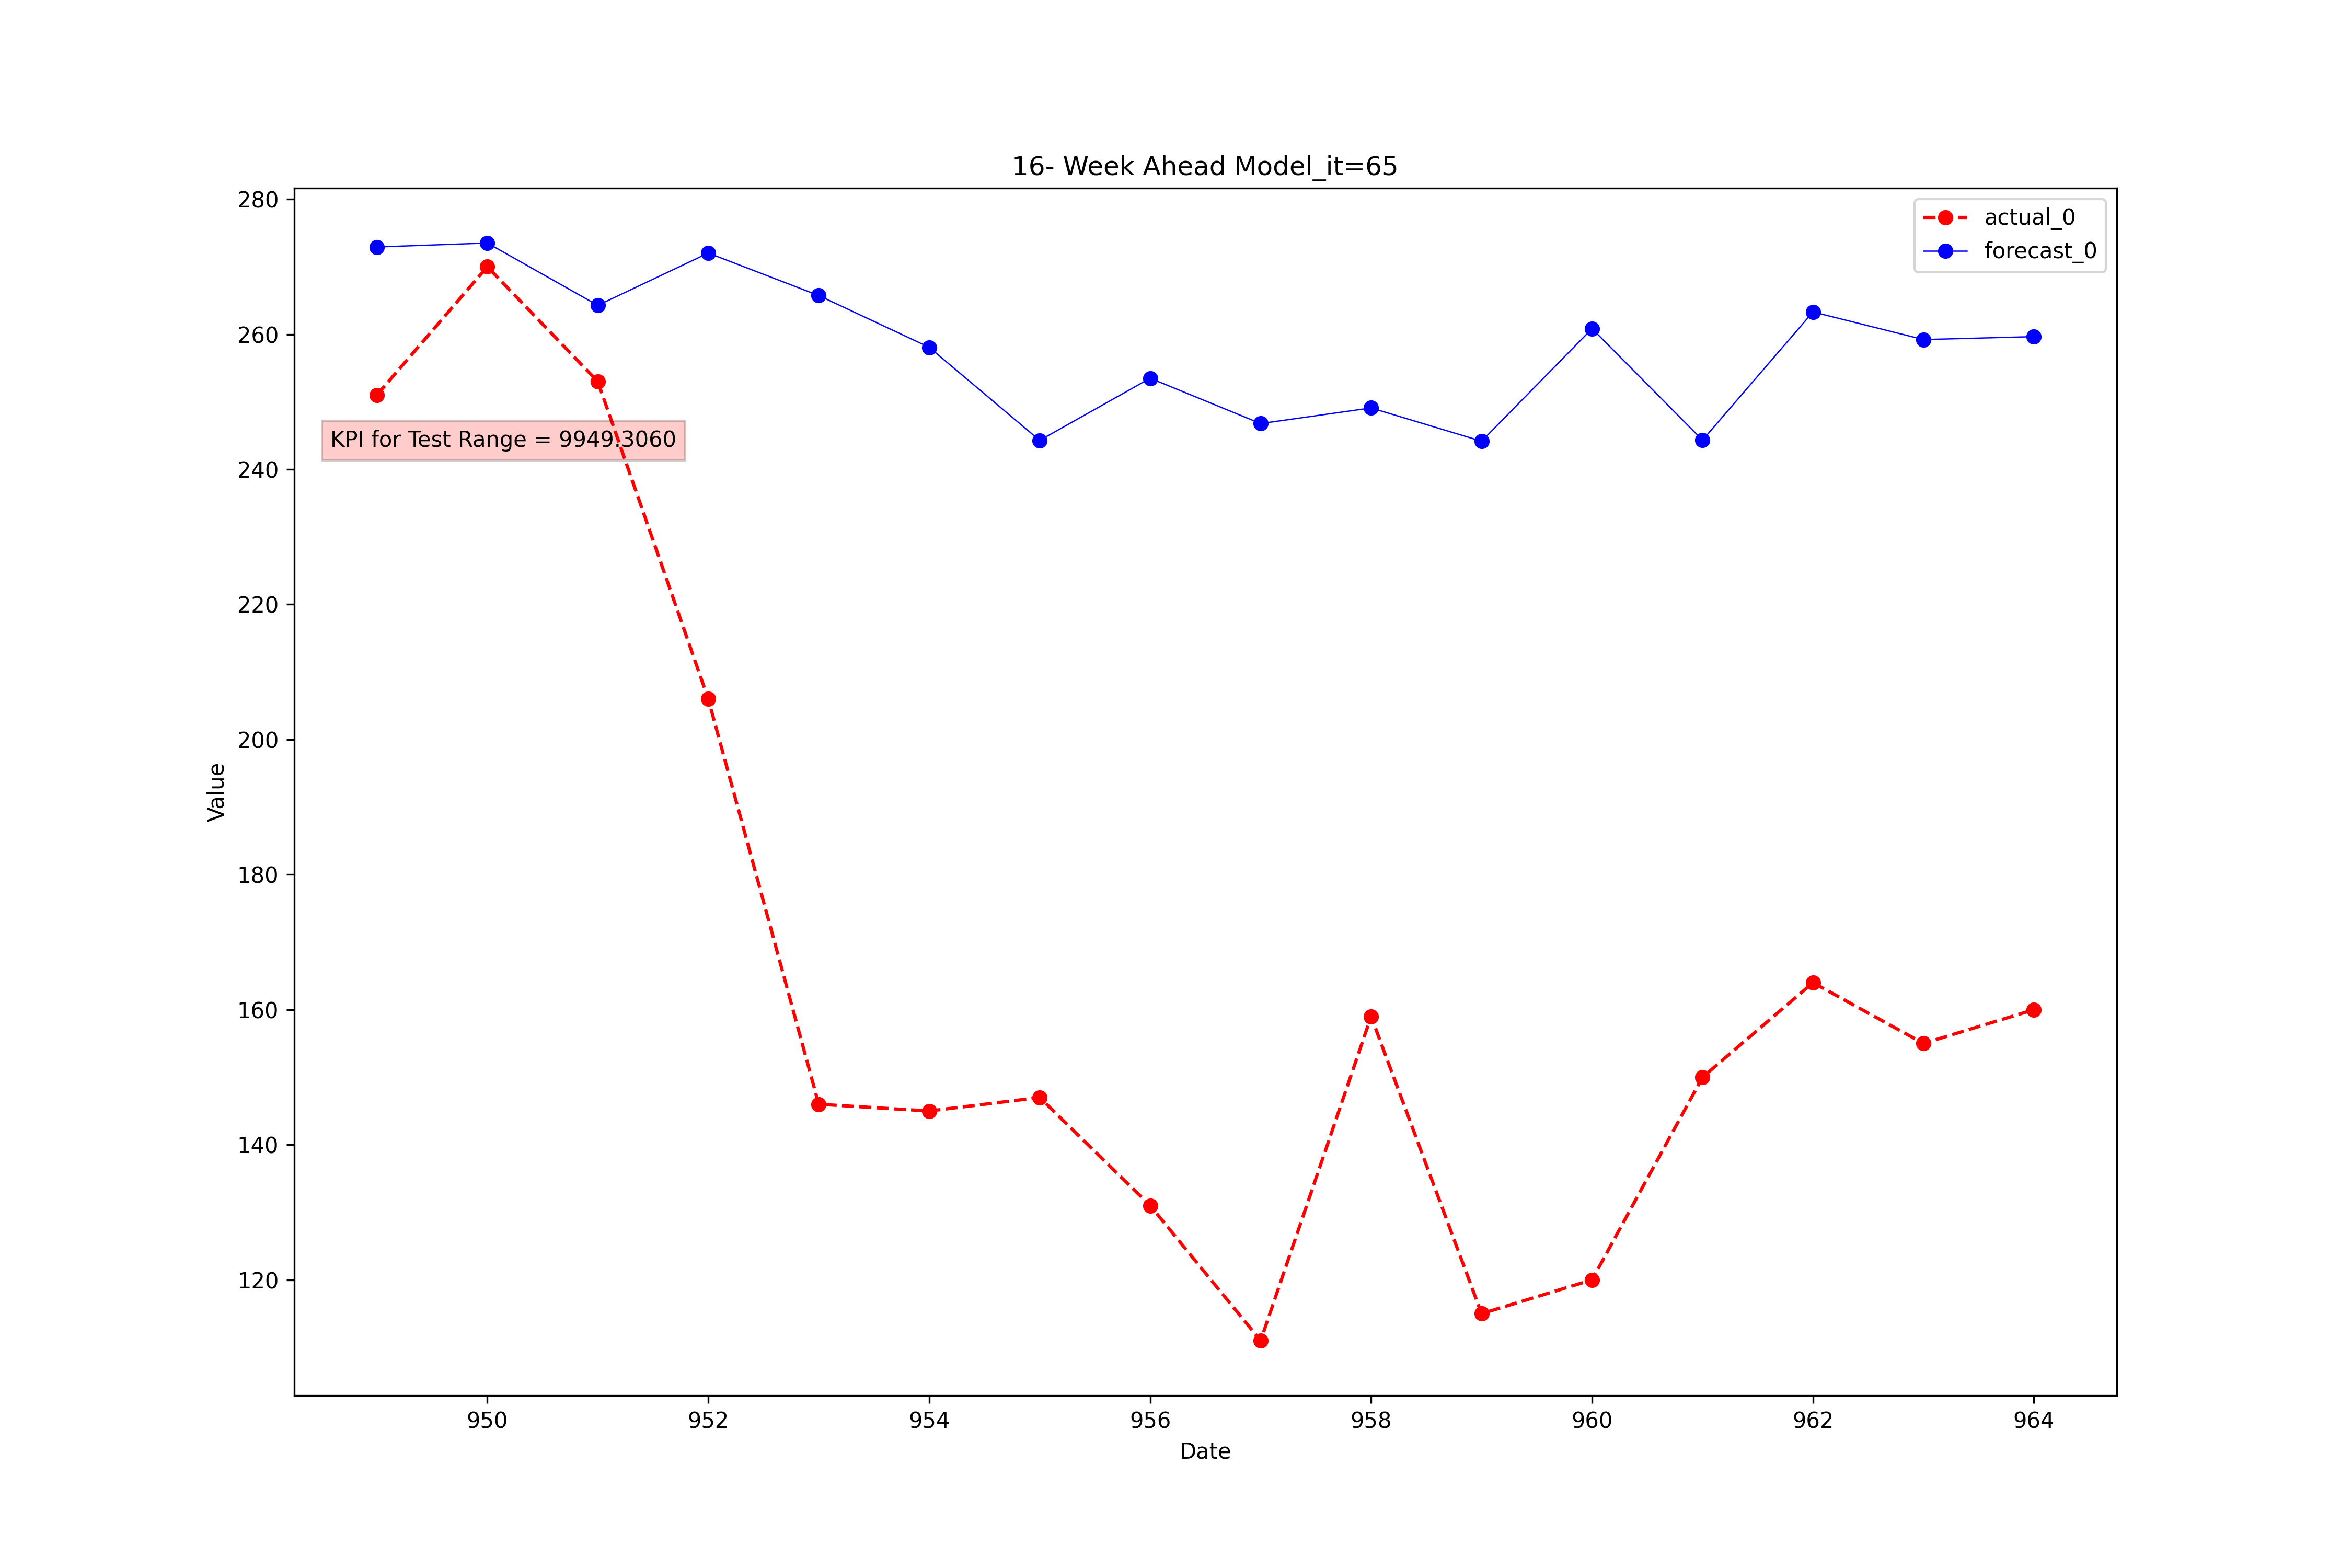 16- Week Ahead Model_it=65
actual_0
forecast_0
KPI for Test Range = 9949.3060
Value
280
260
240
220
200
180
160
140
120
950 952 954 956 958 960 962 964
Date